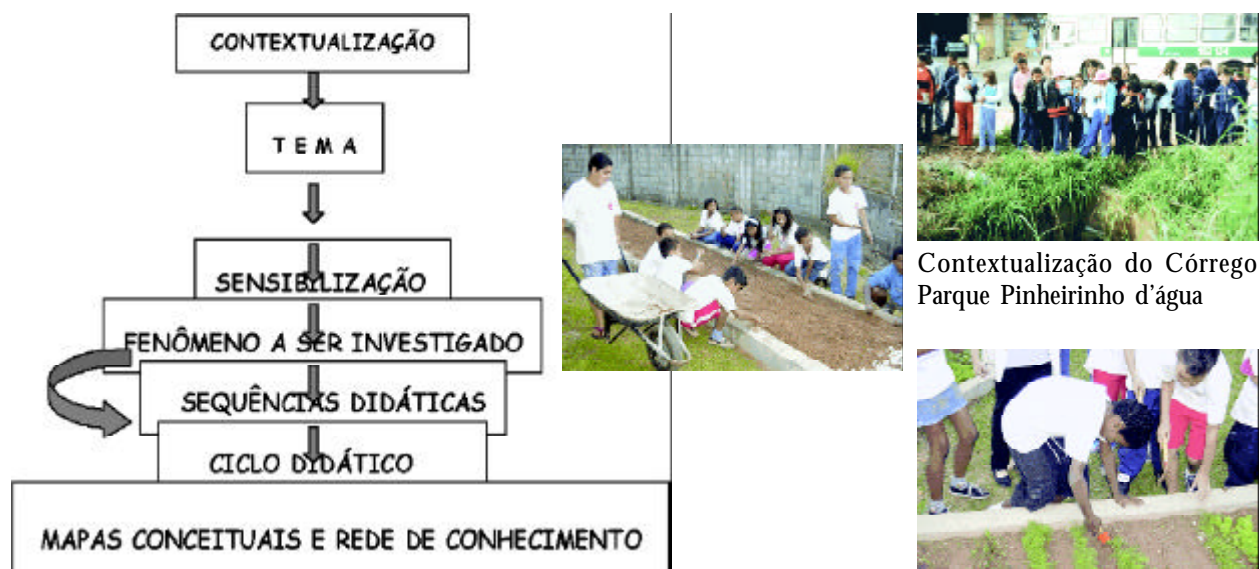 CONTEXTUALIZAÇÃO
TEMA
SENSIBILIZAÇÃO
FENÔMENO A SER INVESTIGADO
SEQUÊNCIAS DIDÁTICAS
CICLO DIDÁTICO
MAPAS CONCEITUAIS E REDE DE CONHECIMENTO
Contextualização do Córrego
Parque Pinheirinho d'água